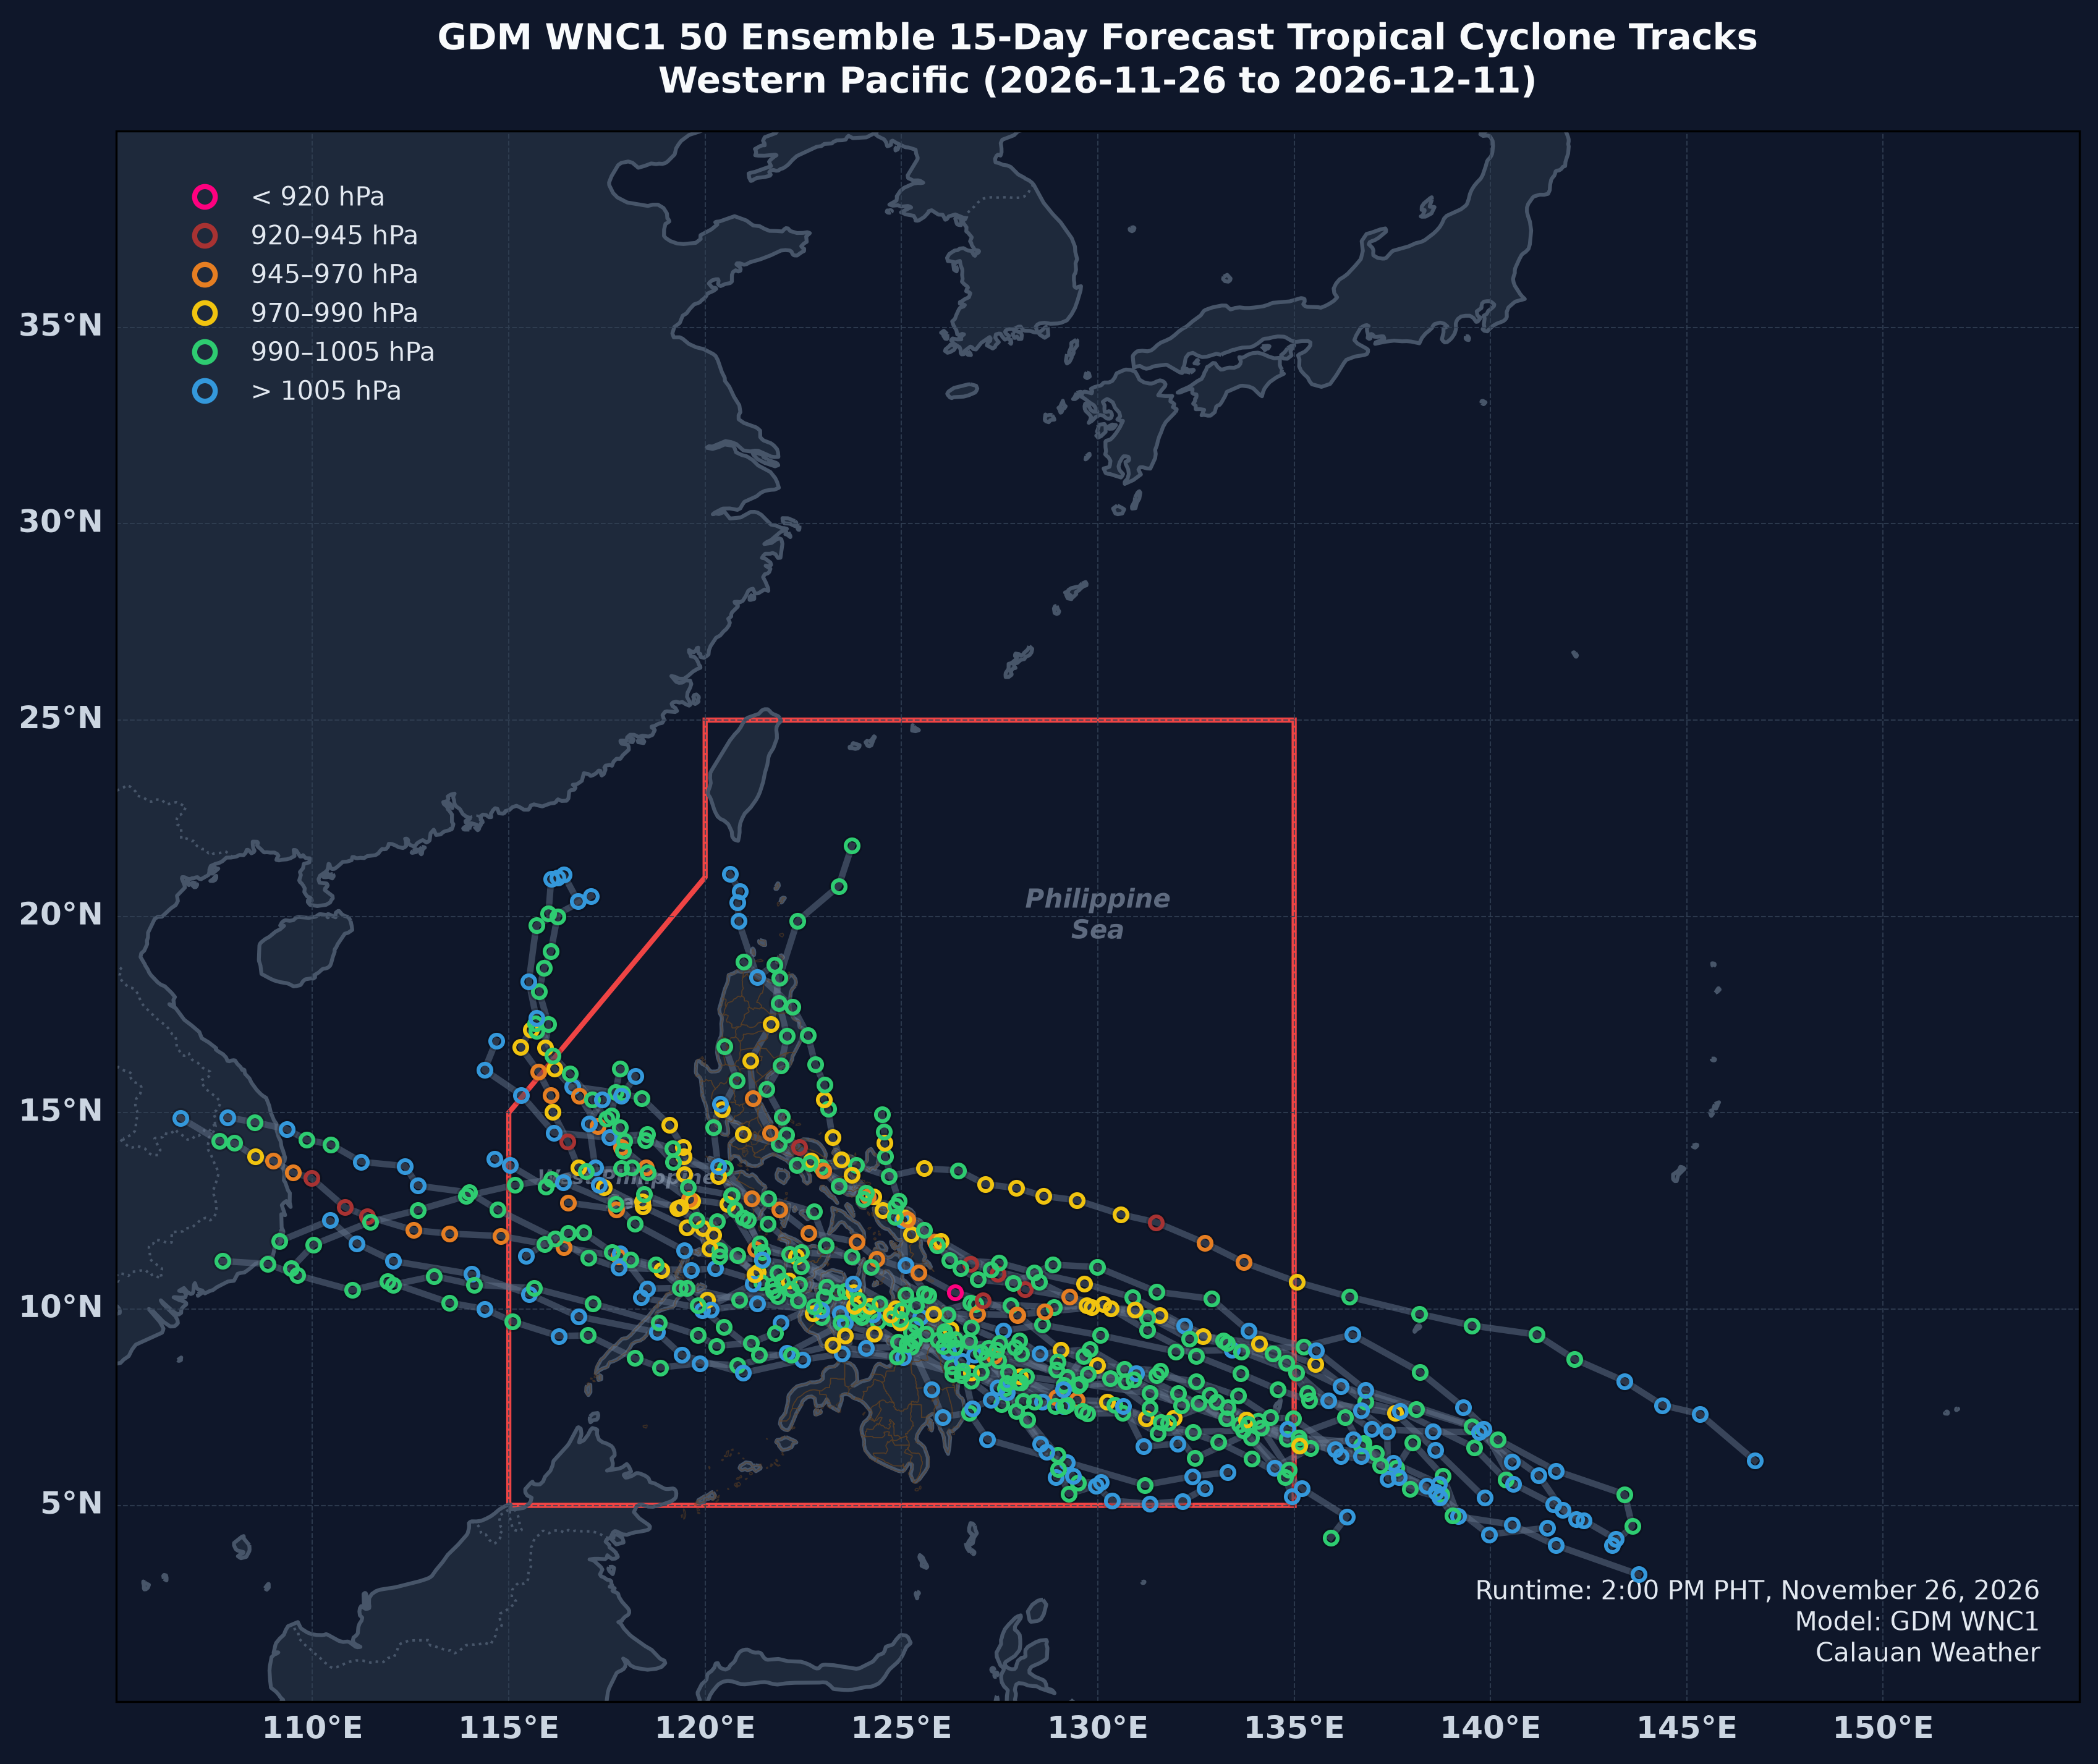 GDM WNC1 50 Ensemble 15-Day Forecast Tropical Cyclone Tracks
Western Pacific (2026-11-26 to 2026-12-11)
< 920 hPa
920–945 hPa
945–970 hPa
970–990 hPa
990–1005 hPa
> 1005 hPa
35°N
30°N
25°N
20°N
15°N
10°N
5°N
Philippine
Sea
West Philippine
Runtime: 2:00 PM PHT, November 26, 2026
Model: GDM WNC1
Calauan Weather
110°E
115°E
120°E
125°E
130°E
135°E
140°E
145°E
150°E